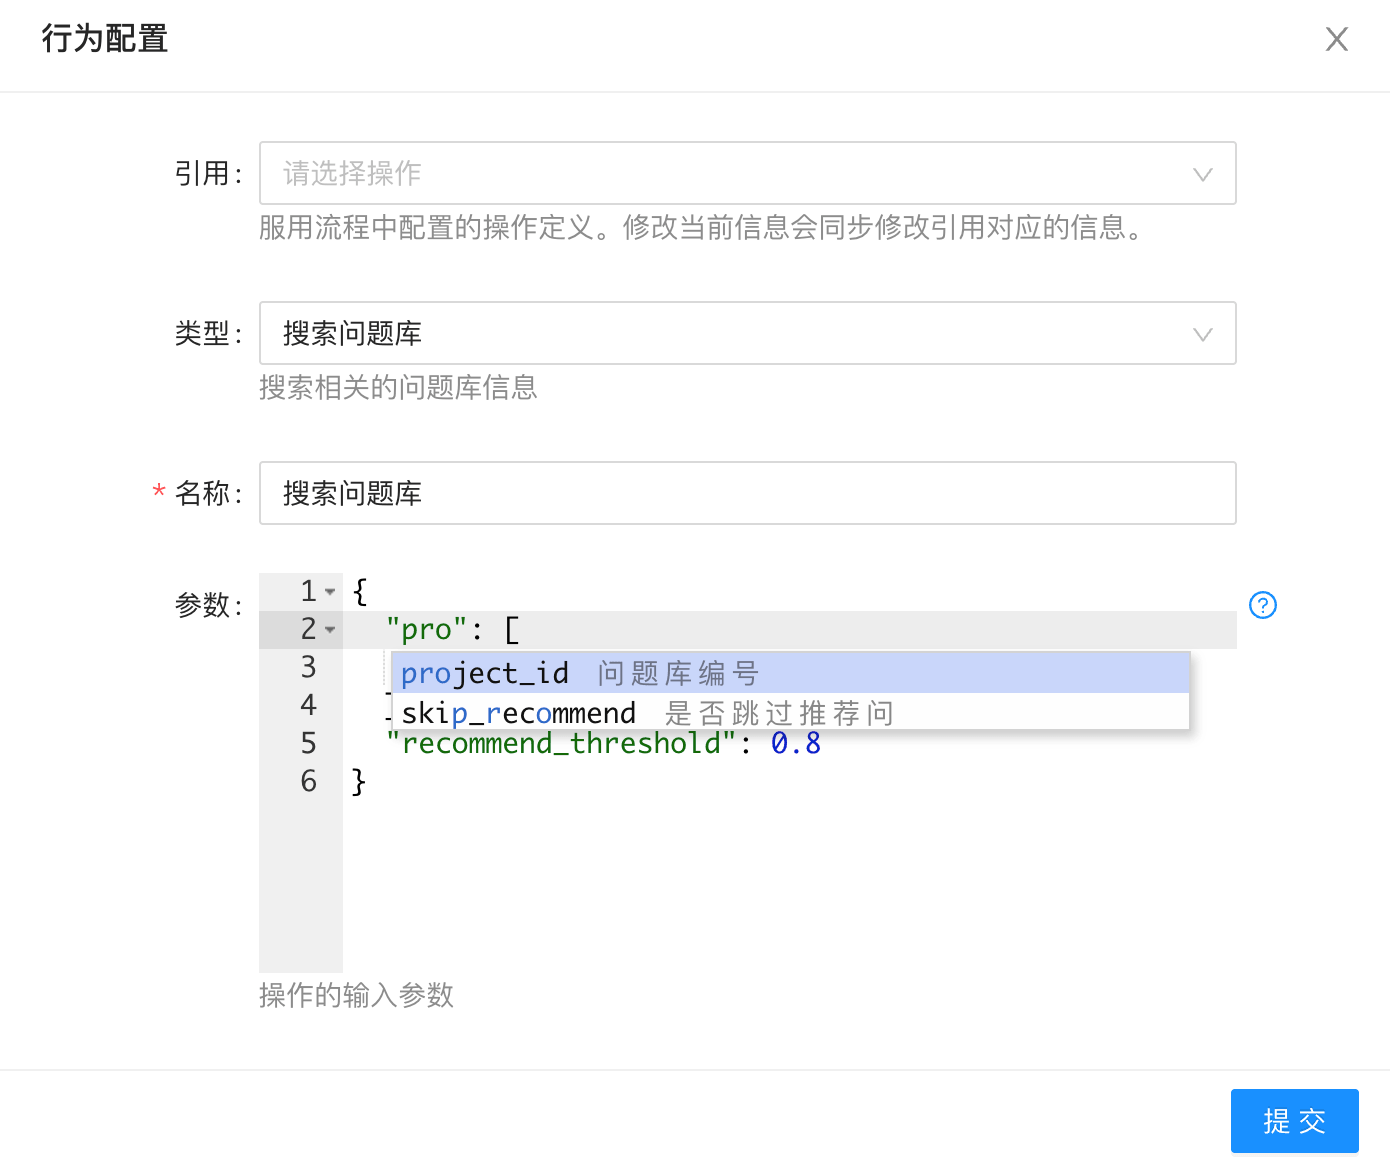 行为配置
引用:
请选择操作
服用流程中配置的操作定义。修改当前信息会同步修改引用对应的信息。
类型:
搜索问题库
搜索相关的问题库信息
* 名称:
搜索问题库
参数:
1 {
2 "pro": [
3
project_id 问题库编号
4
skip_recommend 是否跳过推荐问
5 "recommend_threshold": 0.8
6 }
?
操作的输入参数
提 交